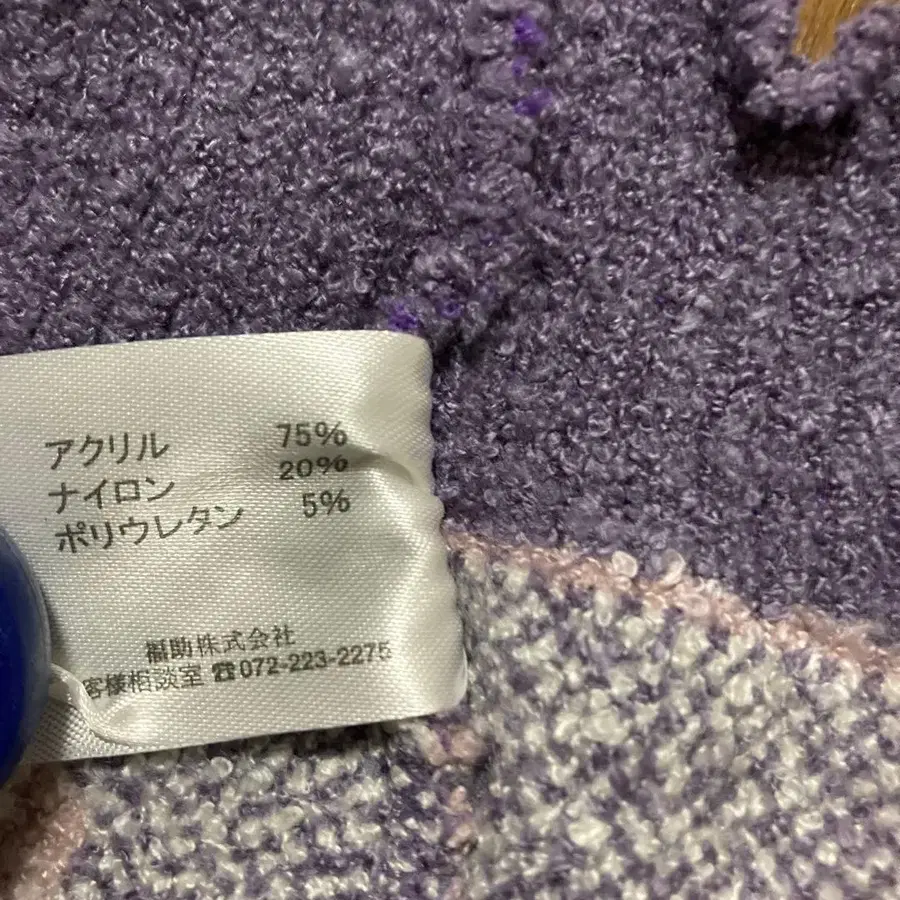 アクリル 75%
ナイロン 20%
ポリウレタン 5%
福助株式会社
客様相談室 ☎072-223-2275